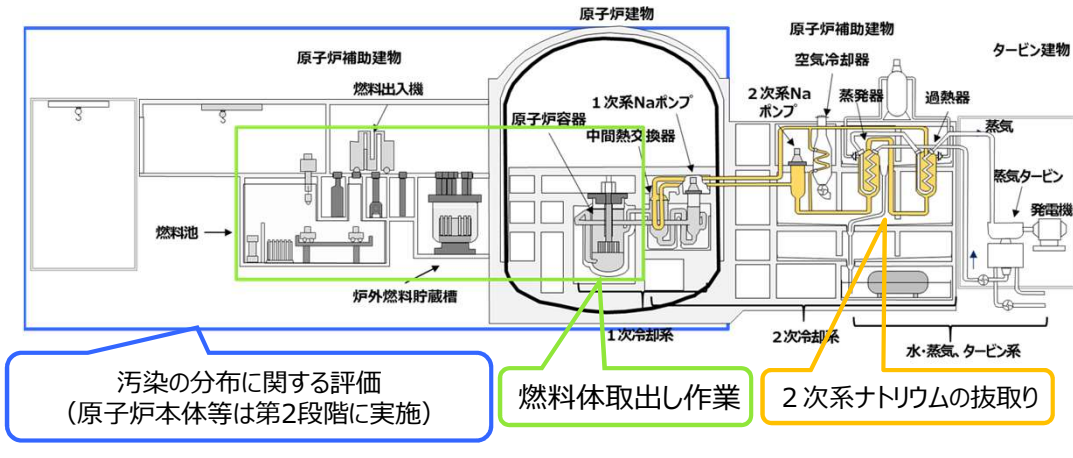 原子炉建物
原子炉補助建物
原子炉補助建物
タービン建物
空気冷却器
燃料出入機
1次系Naポンプ
2次系Na
ポンプ
蒸発器
過熱器
原子炉容器
中間熱交換器
蒸気
蒸気タービン
発電機
燃料池
炉外燃料貯蔵槽
1次冷却系
2次冷却系
水・蒸気、タービン系
汚染の分布に関する評価
（原子炉本体等は第2段階に実施）
燃料体取出し作業
2次系ナトリウムの抜取り